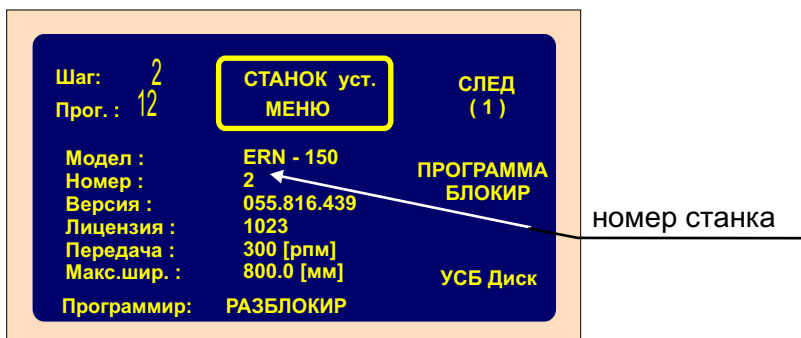 Шаг: 2
Прог. : 12
СТАНОК уст.
МЕНЮ
СЛЕД
( 1 )
Модел : ERN - 150
Номер : 2
Версия : 055.816.439
Лицензия : 1023
Передача : 300 [рпм]
Макс.шир. : 800.0 [мм]
Программир: РАЗБЛОКИР
ПРОГРАММА
БЛОКИР
УСБ Диск
номер станка